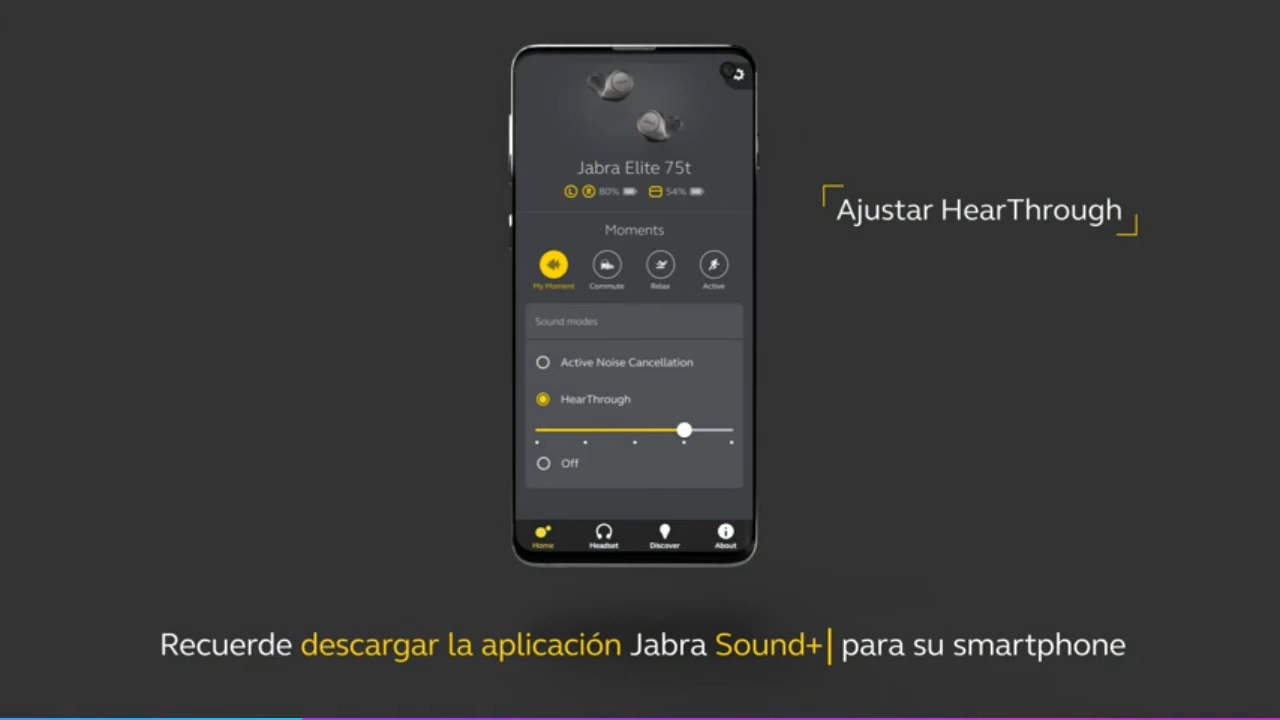 Jabra Elite 75t
L R 80% 54%
Moments
My Moment Commute Relax Active
Sound modes
Active Noise Cancellation
HearThrough
Off
Home Headset Discover About
Ajustar HearThrough
Recuerde descargar la aplicación Jabra Sound+ para su smartphone